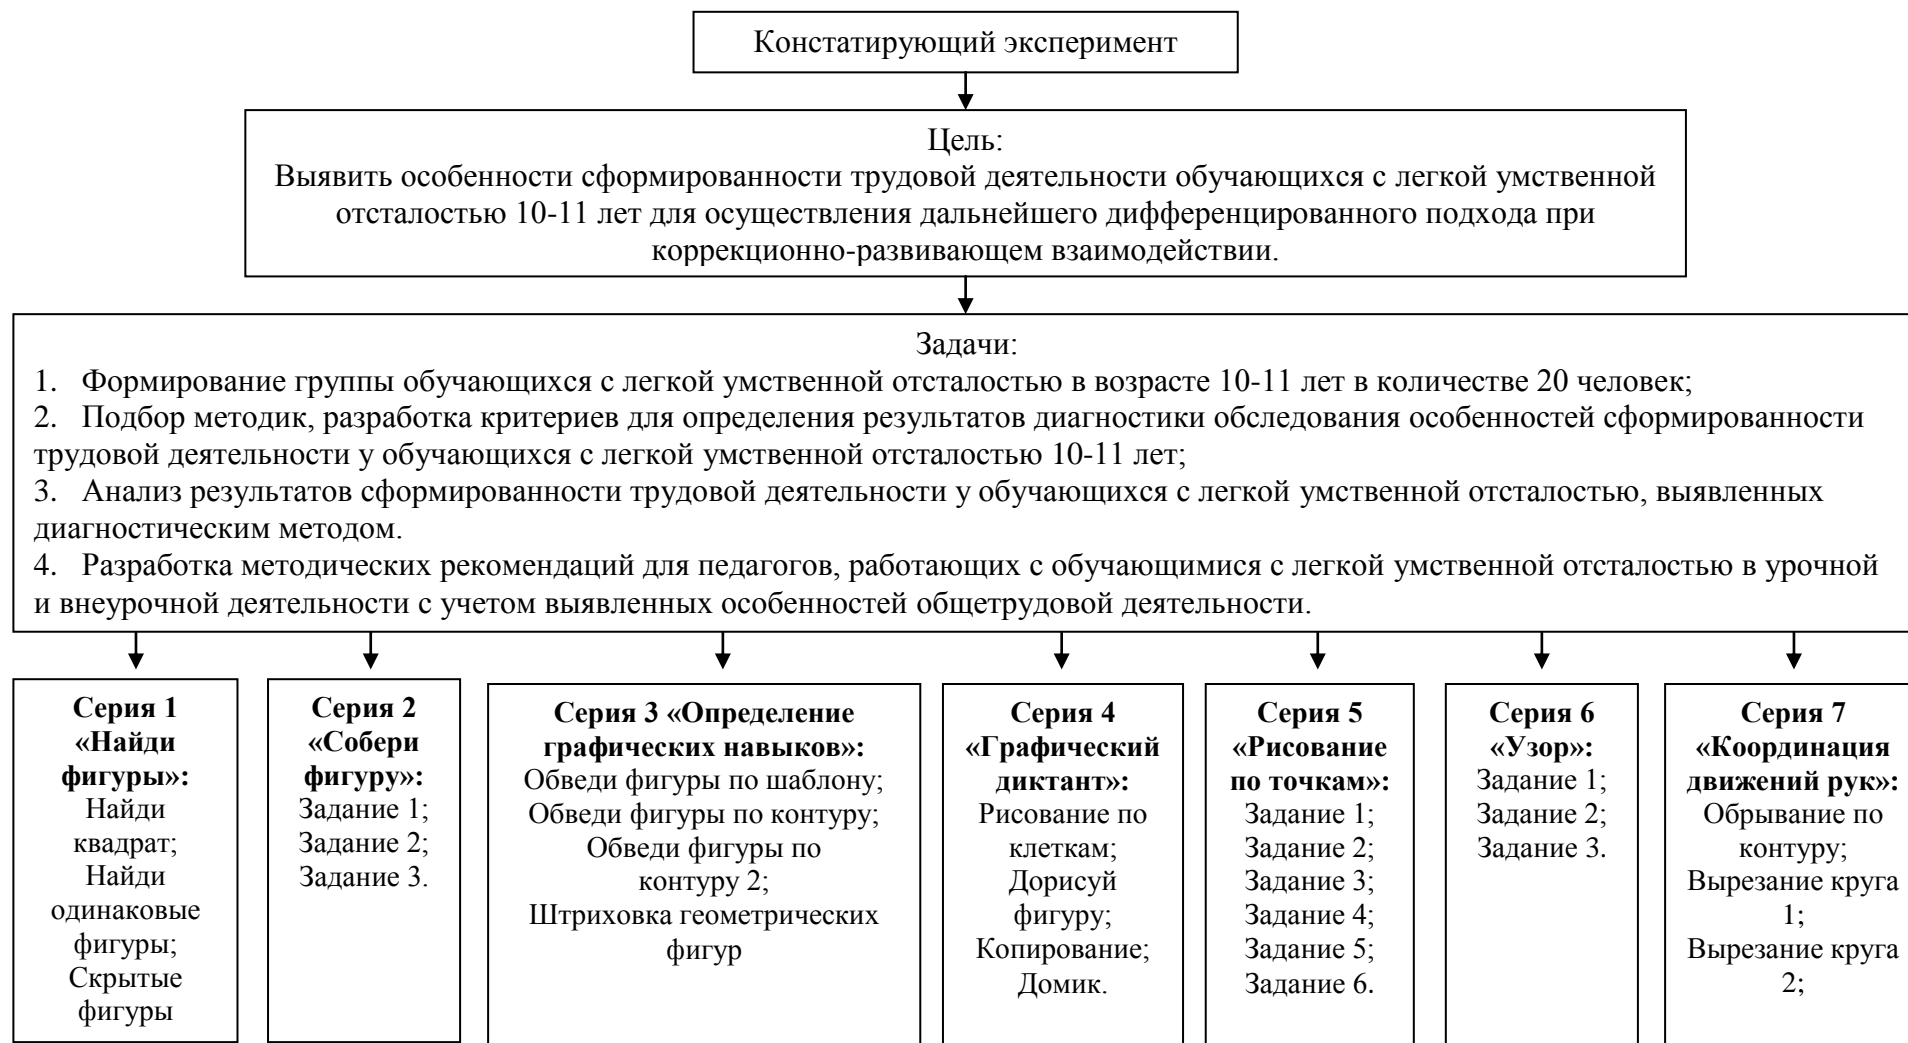 Констатирующий эксперимент
Цель:
Выявить особенности сформированности трудовой деятельности обучающихся с легкой умственной
отсталостью 10-11 лет для осуществления дальнейшего дифференцированного подхода при
коррекционно-развивающем взаимодействии.
Задачи:
1. Формирование группы обучающихся с легкой умственной отсталостью в возрасте 10-11 лет в количестве 20 человек;
2. Подбор методик, разработка критериев для определения результатов диагностики обследования особенностей сформированности
трудовой деятельности у обучающихся с легкой умственной отсталостью 10-11 лет;
3. Анализ результатов сформированности трудовой деятельности у обучающихся с легкой умственной отсталостью, выявленных
диагностическим методом.
4. Разработка методических рекомендаций для педагогов, работающих с обучающимися с легкой умственной отсталостью в урочной
и внеурочной деятельности с учетом выявленных особенностей общетрудовой деятельности.
Серия 1
«Найди
фигуры»:
Найди
квадрат;
Найди
одинаковые
фигуры;
Скрытые
фигуры
Серия 2
«Собери
фигуру»:
Задание 1;
Задание 2;
Задание 3.
Серия 3 «Определение
графических навыков»:
Обведи фигуры по шаблону;
Обведи фигуры по контуру;
Обведи фигуры по
контуру 2;
Штриховка геометрических
фигур
Серия 4
«Графический
диктант»:
Рисование по
клеткам;
Дорисуй
фигуру;
Копирование;
Домик.
Серия 5
«Рисование
по точкам»:
Задание 1;
Задание 2;
Задание 3;
Задание 4;
Задание 5;
Задание 6.
Серия 6
«Узор»:
Задание 1;
Задание 2;
Задание 3.
Серия 7
«Координация
движений рук»:
Обрывание по
контуру;
Вырезание круга
1;
Вырезание круга
2;